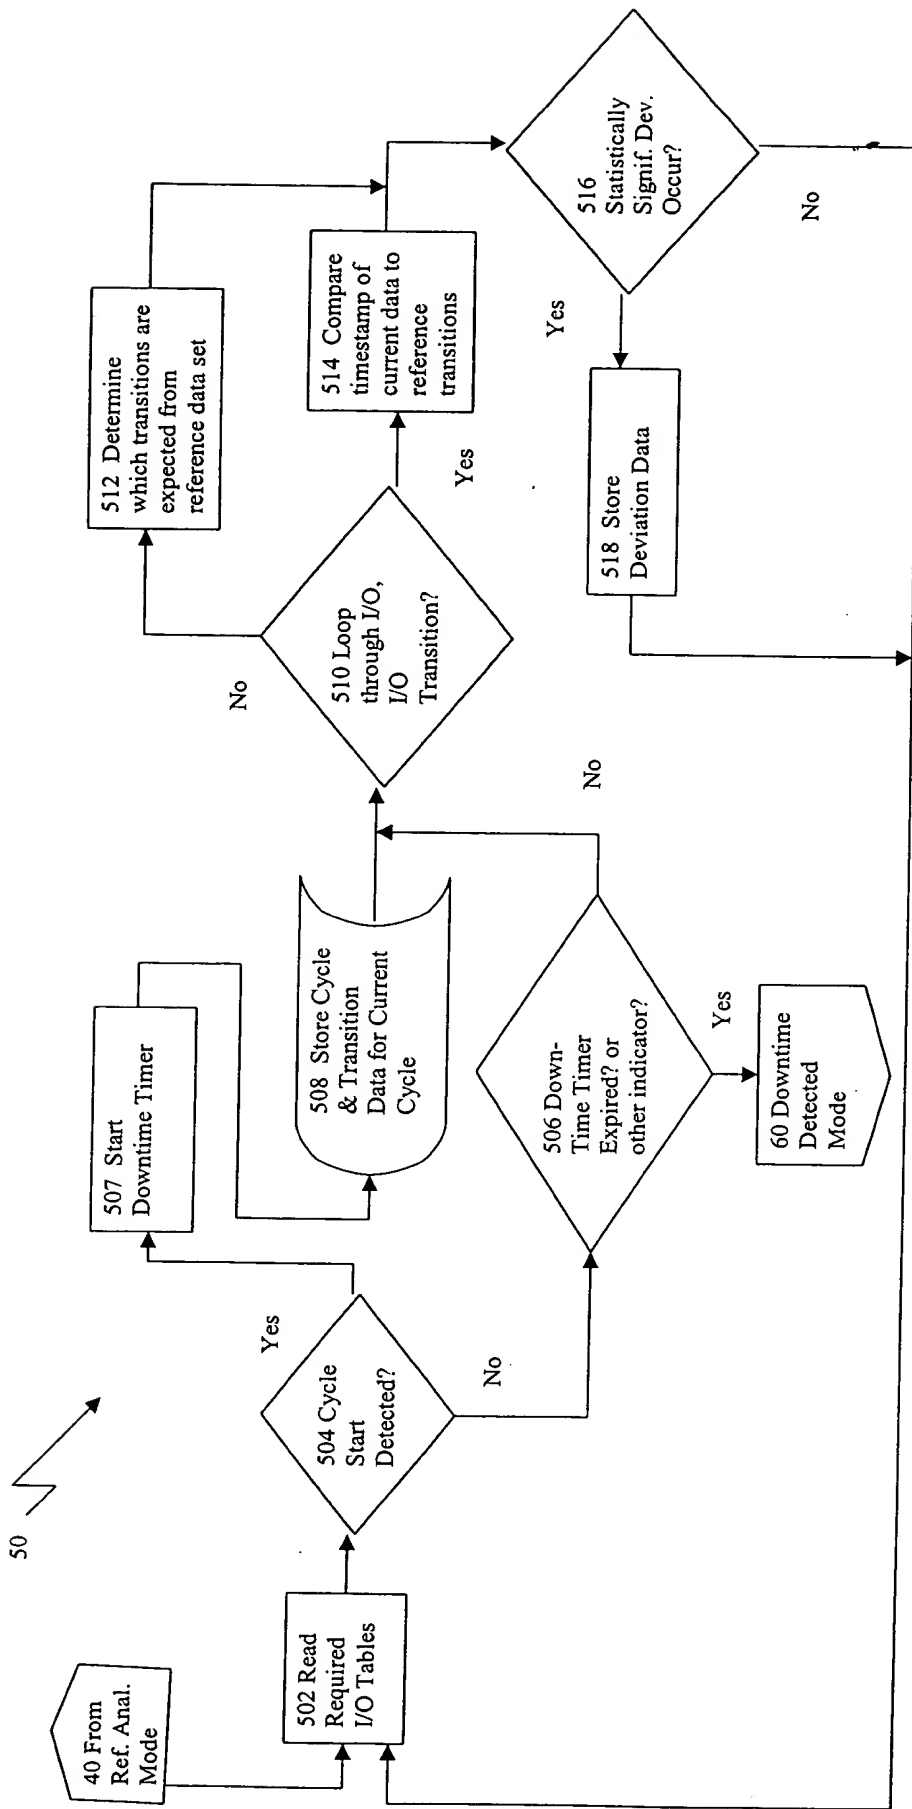 50
40 From
Ref. Anal.
Mode
502 Read
Required
I/O Tables
504 Cycle
Start
Detected?
Yes
No
507 Start
Downtime Timer
508 Store Cycle
& Transition
Data for Current
Cycle
506 Down-
Time Timer
Expired? or
other indicator?
Yes
No
60 Downtime
Detected
Mode
510 Loop
through I/O,
I/O
Transition?
No
Yes
512 Determine
which transitions are
expected from
reference data set
514 Compare
timestamp of
current data to
reference
transitions
516
Statistically
Signif. Dev.
Occur?
Yes
No
518 Store
Deviation Data